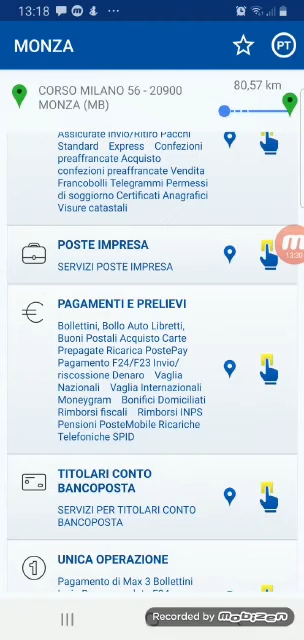 13:18
MONZA
PT
CORSO MILANO 56 - 20900
MONZA (MB)
80,57 km
Assicurate Invio/Ritiro Pacchi
Standard Express Confezioni
preaffrancate Acquisto
confezioni preaffrancate Vendita
Francobolli Telegrammi Permessi
di soggiorno Certificati Anagrafici
Visure catastali
POSTE IMPRESA
SERVIZI POSTE IMPRESA
13:30
PAGAMENTI E PRELIEVI
Bollettini, Bollo Auto Libretti,
Buoni Postali Acquisto Carte
Prepagate Ricarica PostePay
Pagamento F24/F23 Invio/
riscossione Denaro Vaglia
Nazionali Vaglia Internazionali
Moneygram Bonifici Domiciliati
Rimborsi fiscali Rimborsi INPS
Pensioni PosteMobile Ricariche
Telefoniche SPID
TITOLARI CONTO
BANCOPOSTA
SERVIZI PER TITOLARI CONTO
BANCOPOSTA
1
UNICA OPERAZIONE
Pagamento di Max 3 Bollettini
Recorded by Mobizen